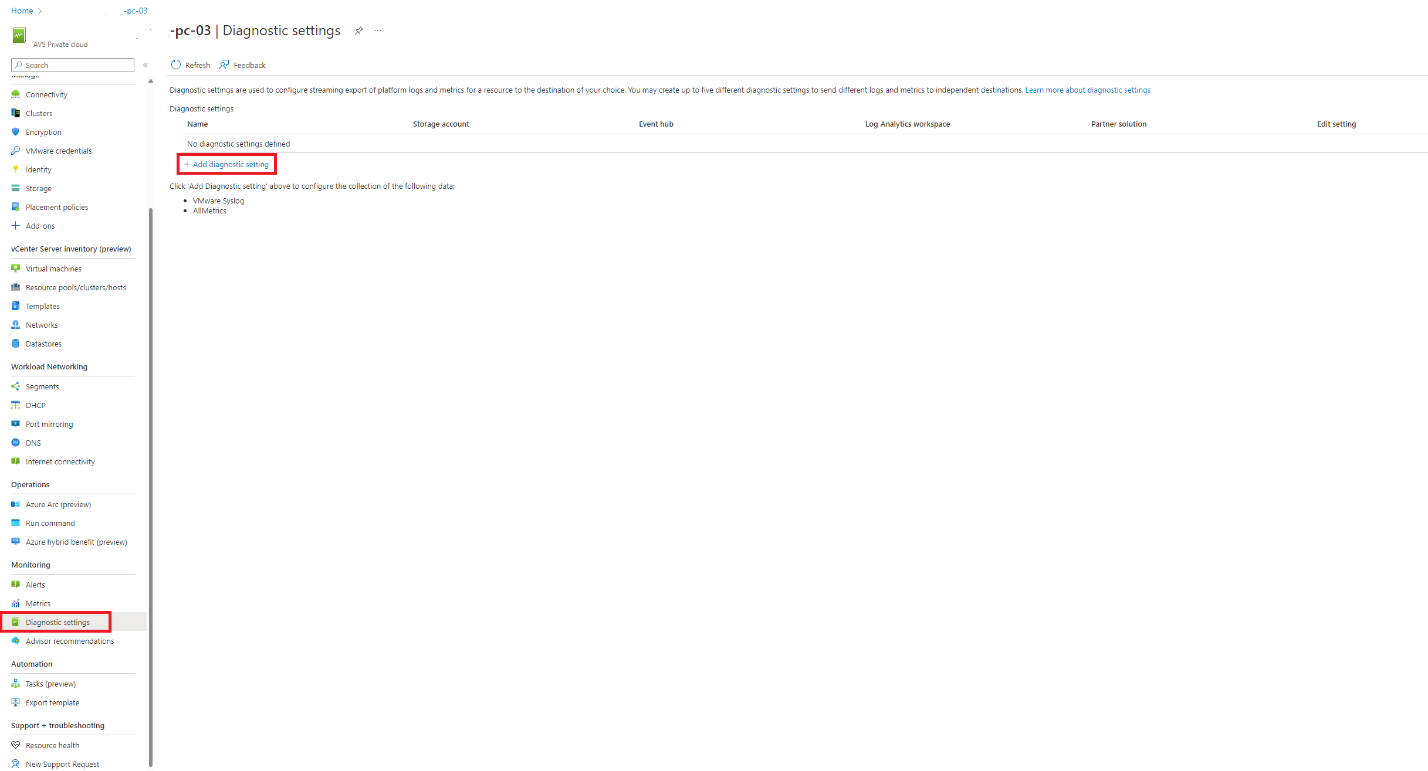 Home > -pc-03
-pc-03 | Diagnostic settings ...
AVS Private cloud
Search
«
Refresh Feedback
Manage
Connectivity
Clusters
Encryption
VMware credentials
Identity
Storage
Placement policies
Add-ons
vCenter Server inventory (preview)
Virtual machines
Resource pools/clusters/hosts
Templates
Networks
Datastores
Workload Networking
Segments
DHCP
Port mirroring
DNS
Internet connectivity
Operations
Azure Arc (preview)
Run command
Azure hybrid benefit (preview)
Monitoring
Alerts
Metrics
Diagnostic settings
Advisor recommendations
Automation
Tasks (preview)
Export template
Support + troubleshooting
Resource health
New Support Request
Diagnostic settings are used to configure streaming export of platform logs and metrics for a resource to the destination of your choice. You may create up to five different diagnostic settings to send different logs and metrics to independent destinations. Learn more about diagnostic settings
Diagnostic settings
Name Storage account Event hub Log Analytics workspace Partner solution Edit setting
No diagnostic settings defined
+ Add diagnostic setting
Click 'Add Diagnostic setting' above to configure the collection of the following data:
• VMware Syslog
• AllMetrics